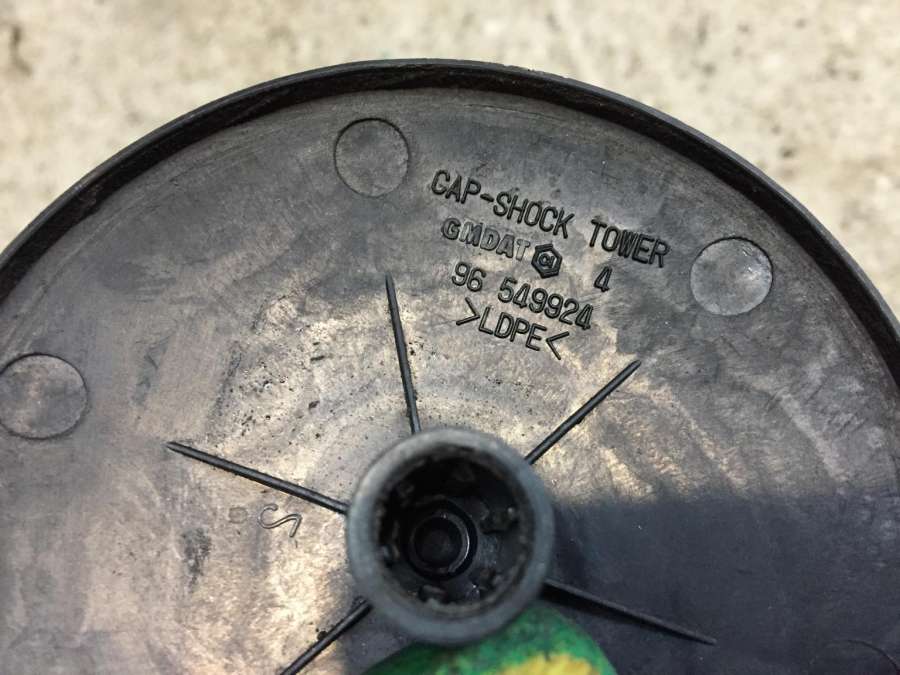 CAP-SHOCK TOWER
GMDAT 4
96 549924
>LDPE<